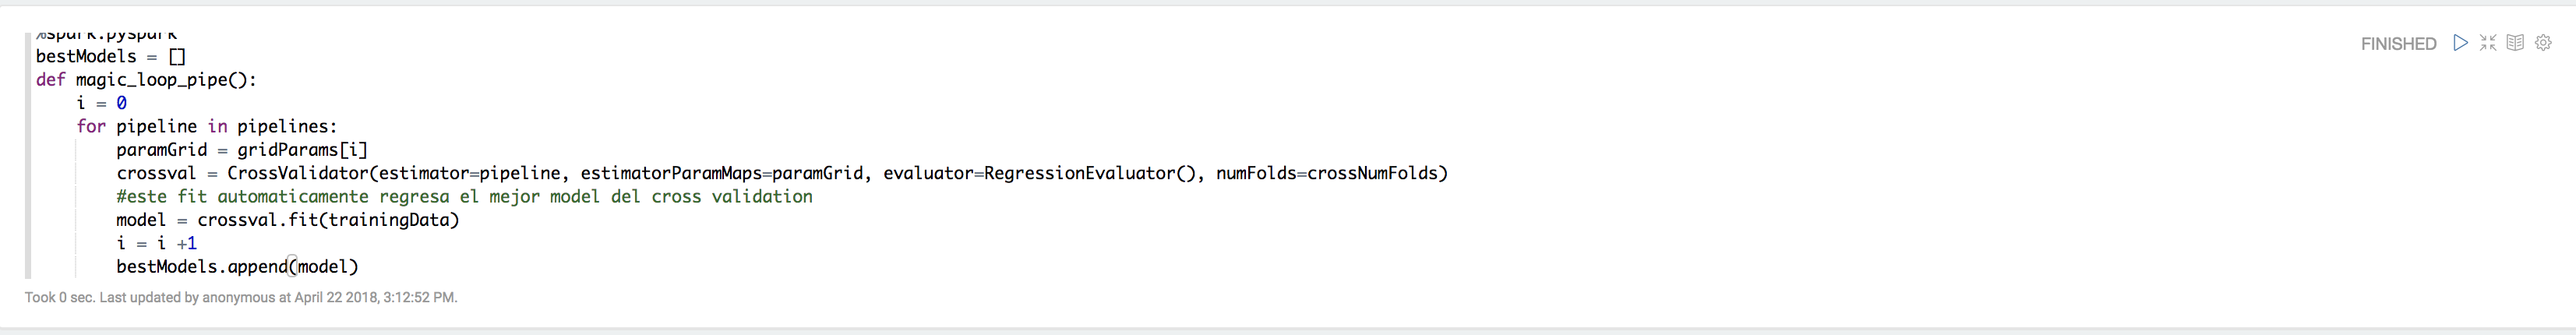 %spark.pyspark
bestModels = []
FINISHED
def magic_loop_pipe():
i = 0
for pipeline in pipelines:
paramGrid = gridParams[i]
crossval = CrossValidator(estimator=pipeline, estimatorParamMaps=paramGrid, evaluator=RegressionEvaluator(), numFolds=crossNumFolds)
#este fit automaticamente regresa el mejor model del cross validation
model = crossval.fit(trainingData)
i = i +1
bestModels.append(model)
Took 0 sec. Last updated by anonymous at April 22 2018, 3:12:52 PM.